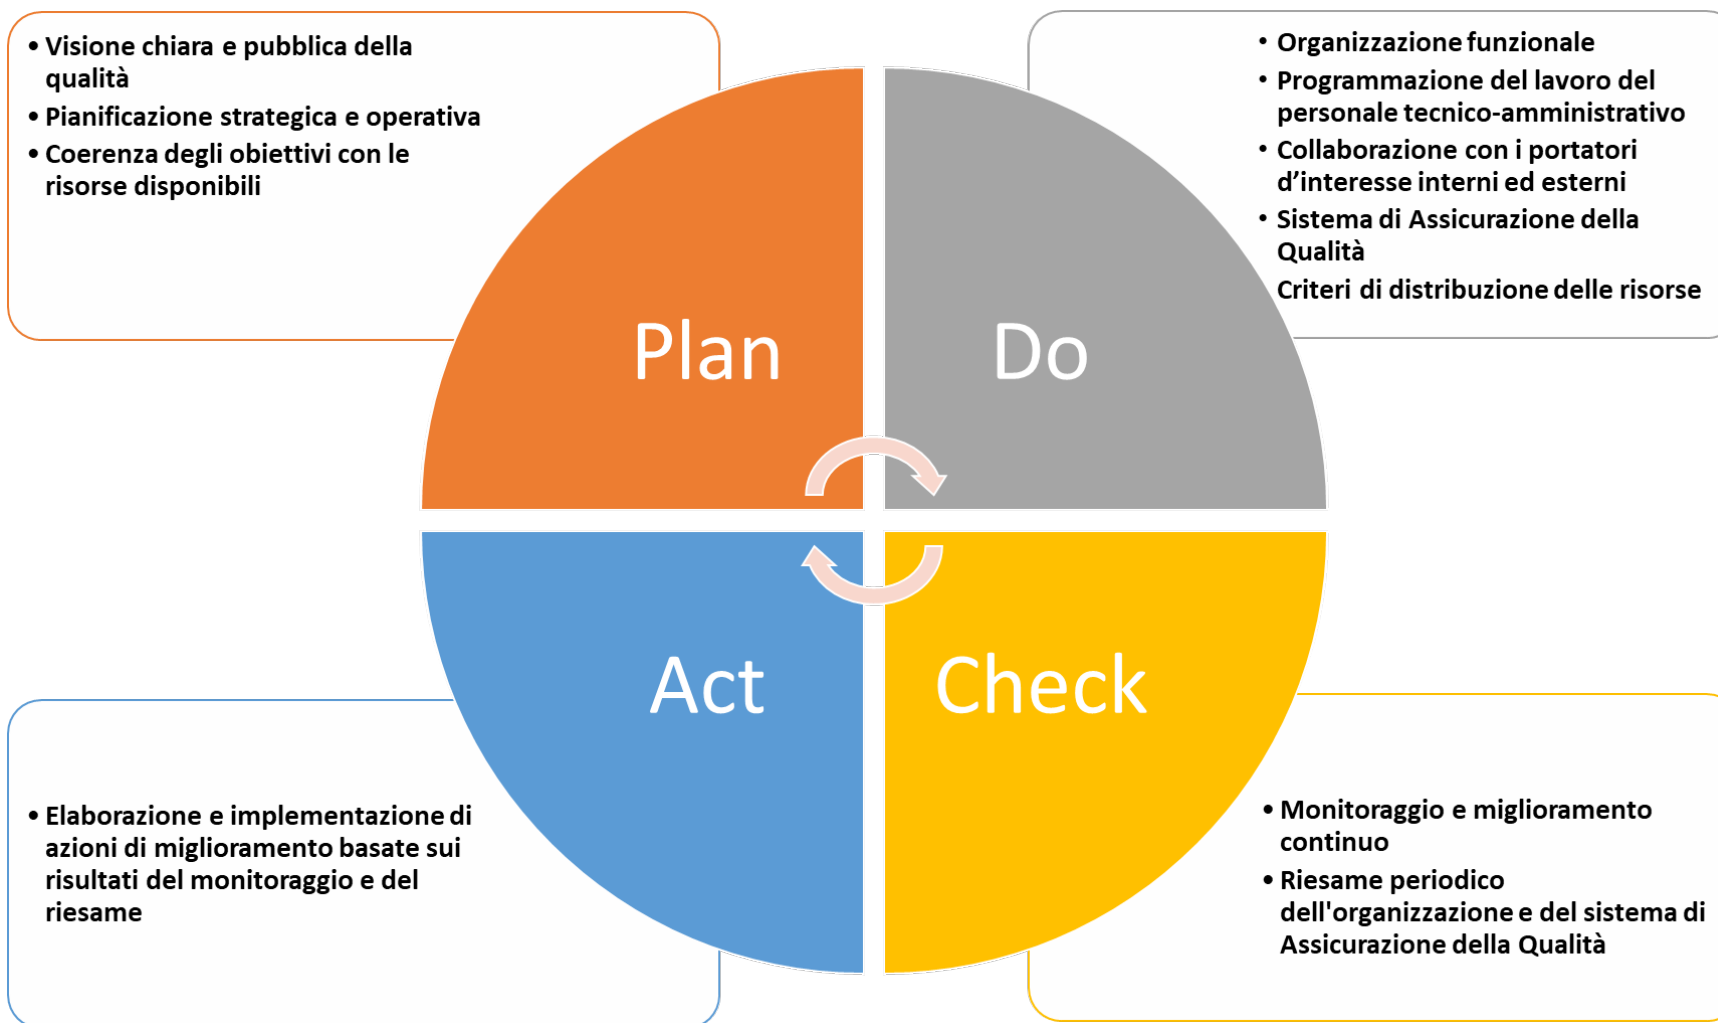 • Visione chiara e pubblica della
qualità
• Pianificazione strategica e operativa
• Coerenza degli obiettivi con le
risorse disponibili
• Organizzazione funzionale
• Programmazione del lavoro del
personale tecnico-amministrativo
• Collaborazione con i portatori
d’interesse interni ed esterni
• Sistema di Assicurazione della
Qualità
Criteri di distribuzione delle risorse
Plan
Do
Act
Check
• Elaborazione e implementazione di
azioni di miglioramento basate sui
risultati del monitoraggio e del
riesame
• Monitoraggio e miglioramento
continuo
• Riesame periodico
dell'organizzazione e del sistema di
Assicurazione della Qualità